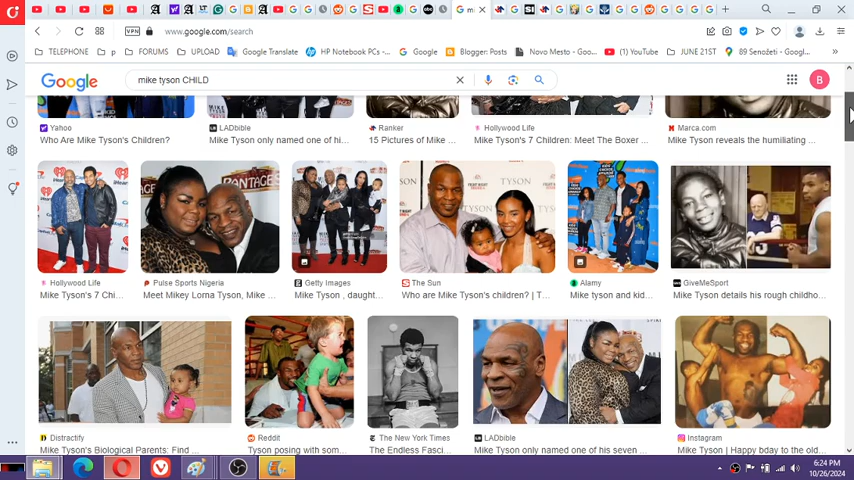 m
www.google.com/search
VPN
TELEPHONE
p
FORUMS
UPLOAD
Google Translate
HP Notebook PCs -...
Google
Blogger: Posts
Novo Mesto - Googl...
(1) YouTube
JUNE 21ST
89 Senožeti - Googl...
Google
mike tyson CHILD
B
Yahoo
Who Are Mike Tyson's Children?
LADbible
Mike Tyson only named one of hi...
Ranker
15 Pictures of Mike ...
Hollywood Life
Mike Tyson's 7 Children: Meet The Boxer ...
Marca.com
Mike Tyson reveals the humiliating ...
Hollywood Life
Mike Tyson's 7 Chi...
Pulse Sports Nigeria
Meet Mikey Lorna Tyson, Mike ...
Getty Images
Mike Tyson , daught...
The Sun
Who are Mike Tyson's children? | T...
Alamy
Mike tyson and kid...
GiveMeSport
Mike Tyson details his rough childho...
PANTAGES
TYSON
Distractify
Mike Tyson's Biological Parents: Find ...
Reddit
Tyson posing with som...
The New York Times
The Endless Fasci...
LADbible
Mike Tyson only named one of his seven ...
Instagram
Mike Tyson | Happy bday to the old...
6:24 PM
10/26/2024